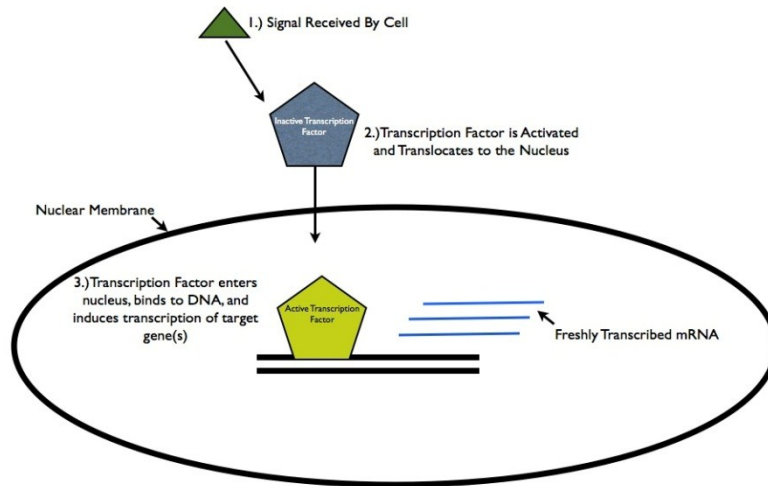 1.) Signal Received By Cell
Inactive Transcription
Factor
2.)Transcription Factor is Activated
and Translocates to the Nucleus
Nuclear Membrane
3.)Transcription Factor enters
nucleus, binds to DNA, and
induces transcription of target
gene(s)
Active Transcription
Factor
Freshly Transcribed mRNA